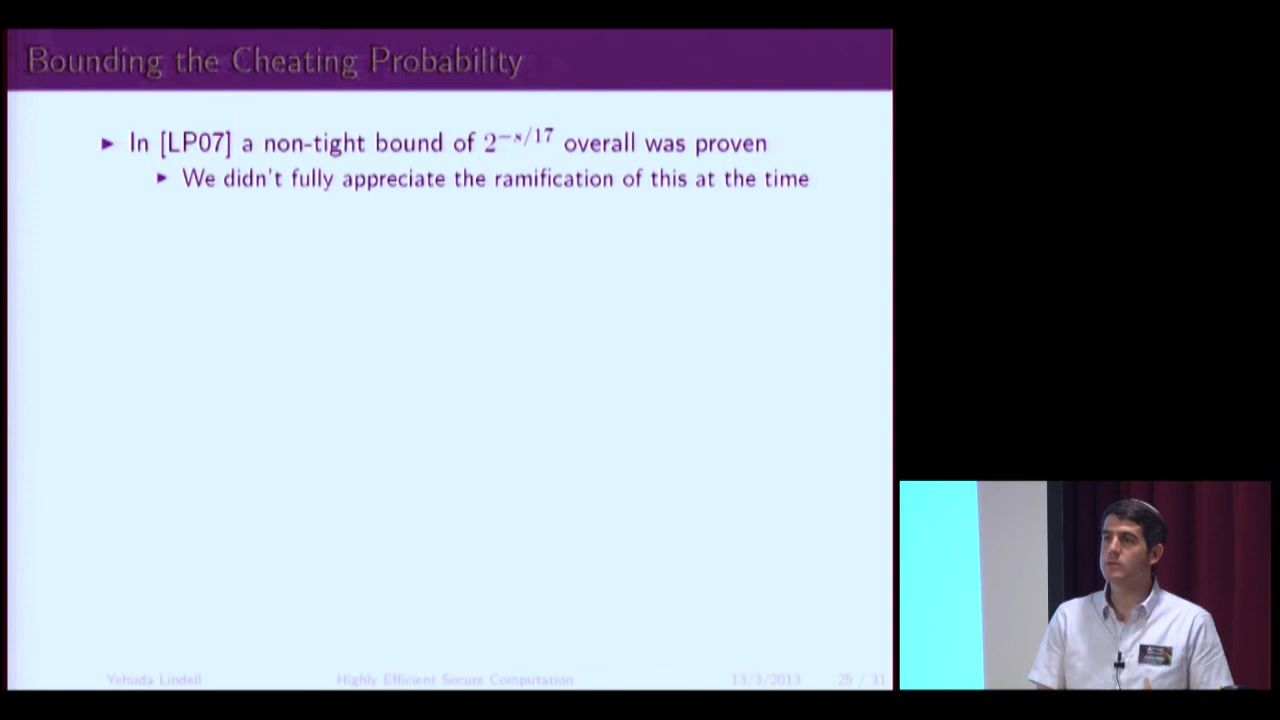 Bounding the Cheating Probability
► In [LP07] a non-tight bound of 2^{-s/17} overall was proven
► We didn't fully appreciate the ramification of this at the time
Yehuda Lindell Highly Efficient Secure Computation 13/3/2013 25 / 31